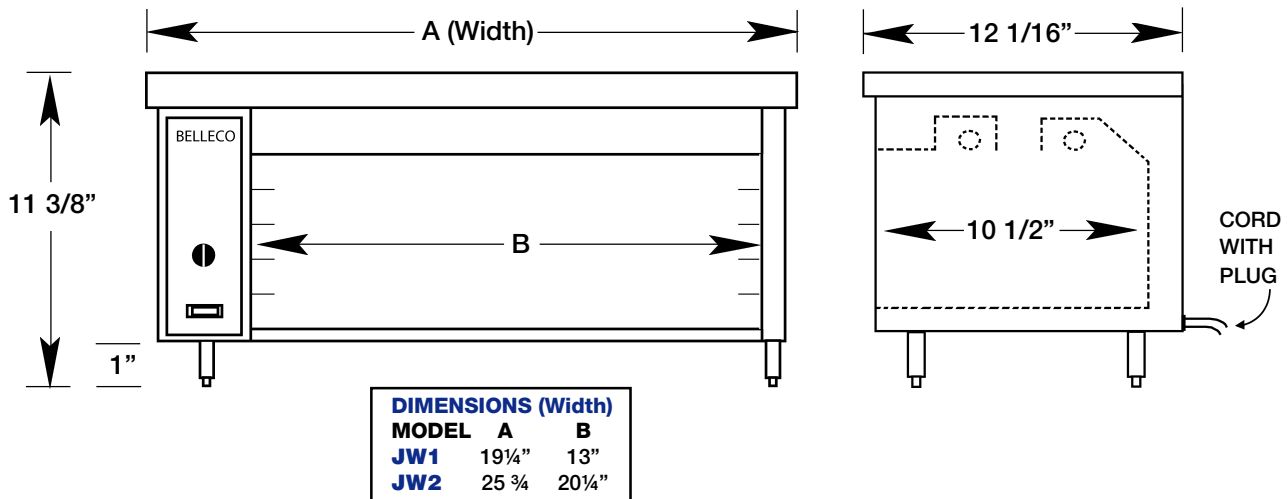 A (Width)
12 1/16”
BELLECO
11 3/8”
B
10 1/2”
CORD
WITH
PLUG
1”
DIMENSIONS (Width)
MODEL A B
JW1 19¼” 13”
JW2 25 ¾ 20¼”